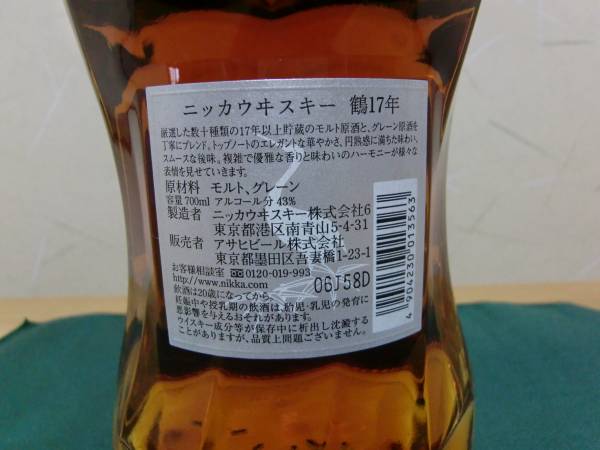 ニッカウヰスキー 鶴17年
厳選した数十種類の17年以上貯蔵のモルト原酒と、グレーン原酒を
丁寧にブレンド。トップノートのエレガントな華やかさ、円熟感に満ちた味わい、
スムースな後味。複雑で優雅な香りと味わいのハーモニーが様々な
表情を見せていきます。
原材料 モルト、グレーン
容量 700ml アルコール分 43%
製造者 ニッカウヰスキー株式会社6
東京都港区南青山5-4-31
販売者 アサヒビール株式会社
東京都墨田区吾妻橋1-23-1
お客様相談室 0120-019-993
http://www.nikka.com
06J58D
飲酒は20歳になってから。
妊娠中や授乳期の飲酒は、胎児・乳児の発育に
悪影響を与えるおそれがあります。
ウイスキー成分等が保存中に析出し沈澱する
ことがありますが、品質上問題ございません。
4 904230 013563